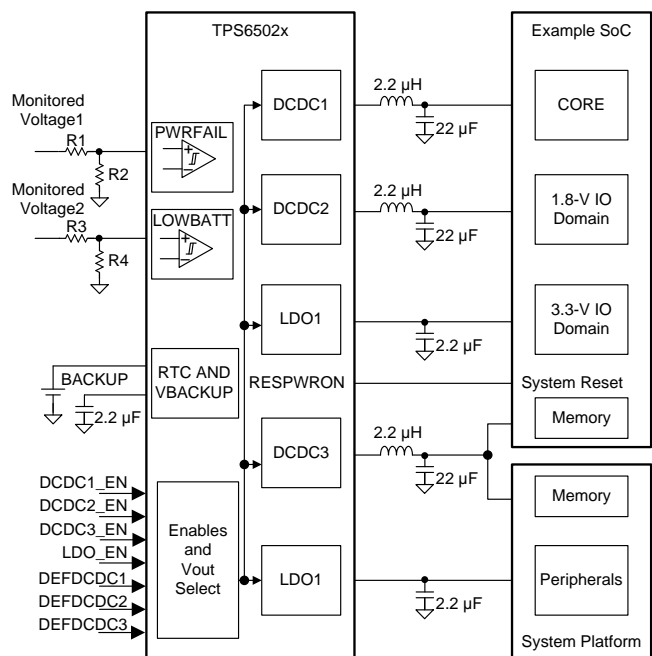 TPS6502x
Example SoC
Monitored
Voltage1
R1
R2
PWRFAIL
+
–
DCDC1
2.2 µH
22 µF
CORE
Monitored
Voltage2
R3
R4
LOWBATT
+
–
DCDC2
2.2 µH
22 µF
1.8-V IO
Domain
LDO1
2.2 µF
3.3-V IO
Domain
BACKUP
2.2 µF
RTC AND
VBACKUP
RESPWRON
System Reset
DCDC3
2.2 µH
22 µF
Memory
Memory
DCDC1_EN
DCDC2_EN
DCDC3_EN
LDO_EN
DEFDCDC1
DEFDCDC2
DEFDCDC3
Enables
and
Vout
Select
LDO1
2.2 µF
Peripherals
System Platform